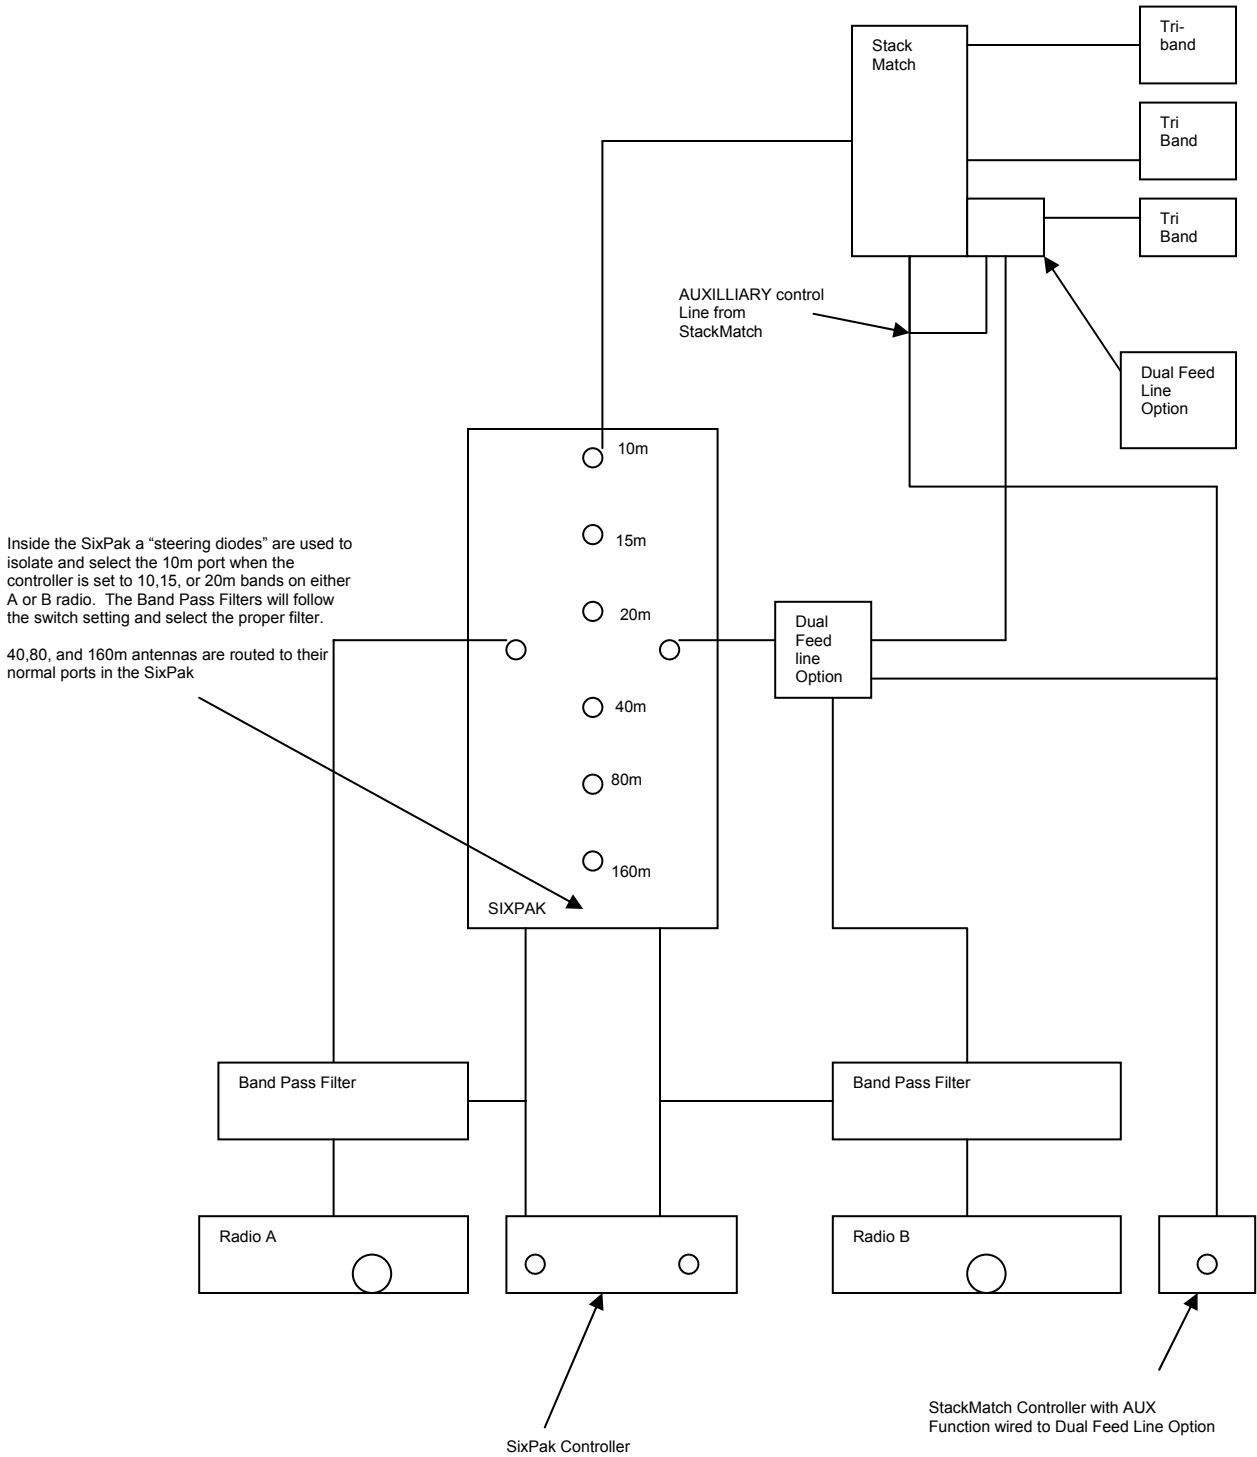 Stack
Match
Tri-
band
Tri
Band
Tri
Band
AUXILLIARY control
Line from
StackMatch
Dual Feed
Line
Option
10m
15m
20m
40m
80m
160m
SIXPAK
Inside the SixPak a “steering diodes” are used to
isolate and select the 10m port when the
controller is set to 10,15, or 20m bands on either
A or B radio.  The Band Pass Filters will follow
the switch setting and select the proper filter.
40,80, and 160m antennas are routed to their
normal ports in the SixPak
Dual
Feed
line
Option
Band Pass Filter
Band Pass Filter
Radio A
Radio B
SixPak Controller
StackMatch Controller with AUX
Function wired to Dual Feed Line Option